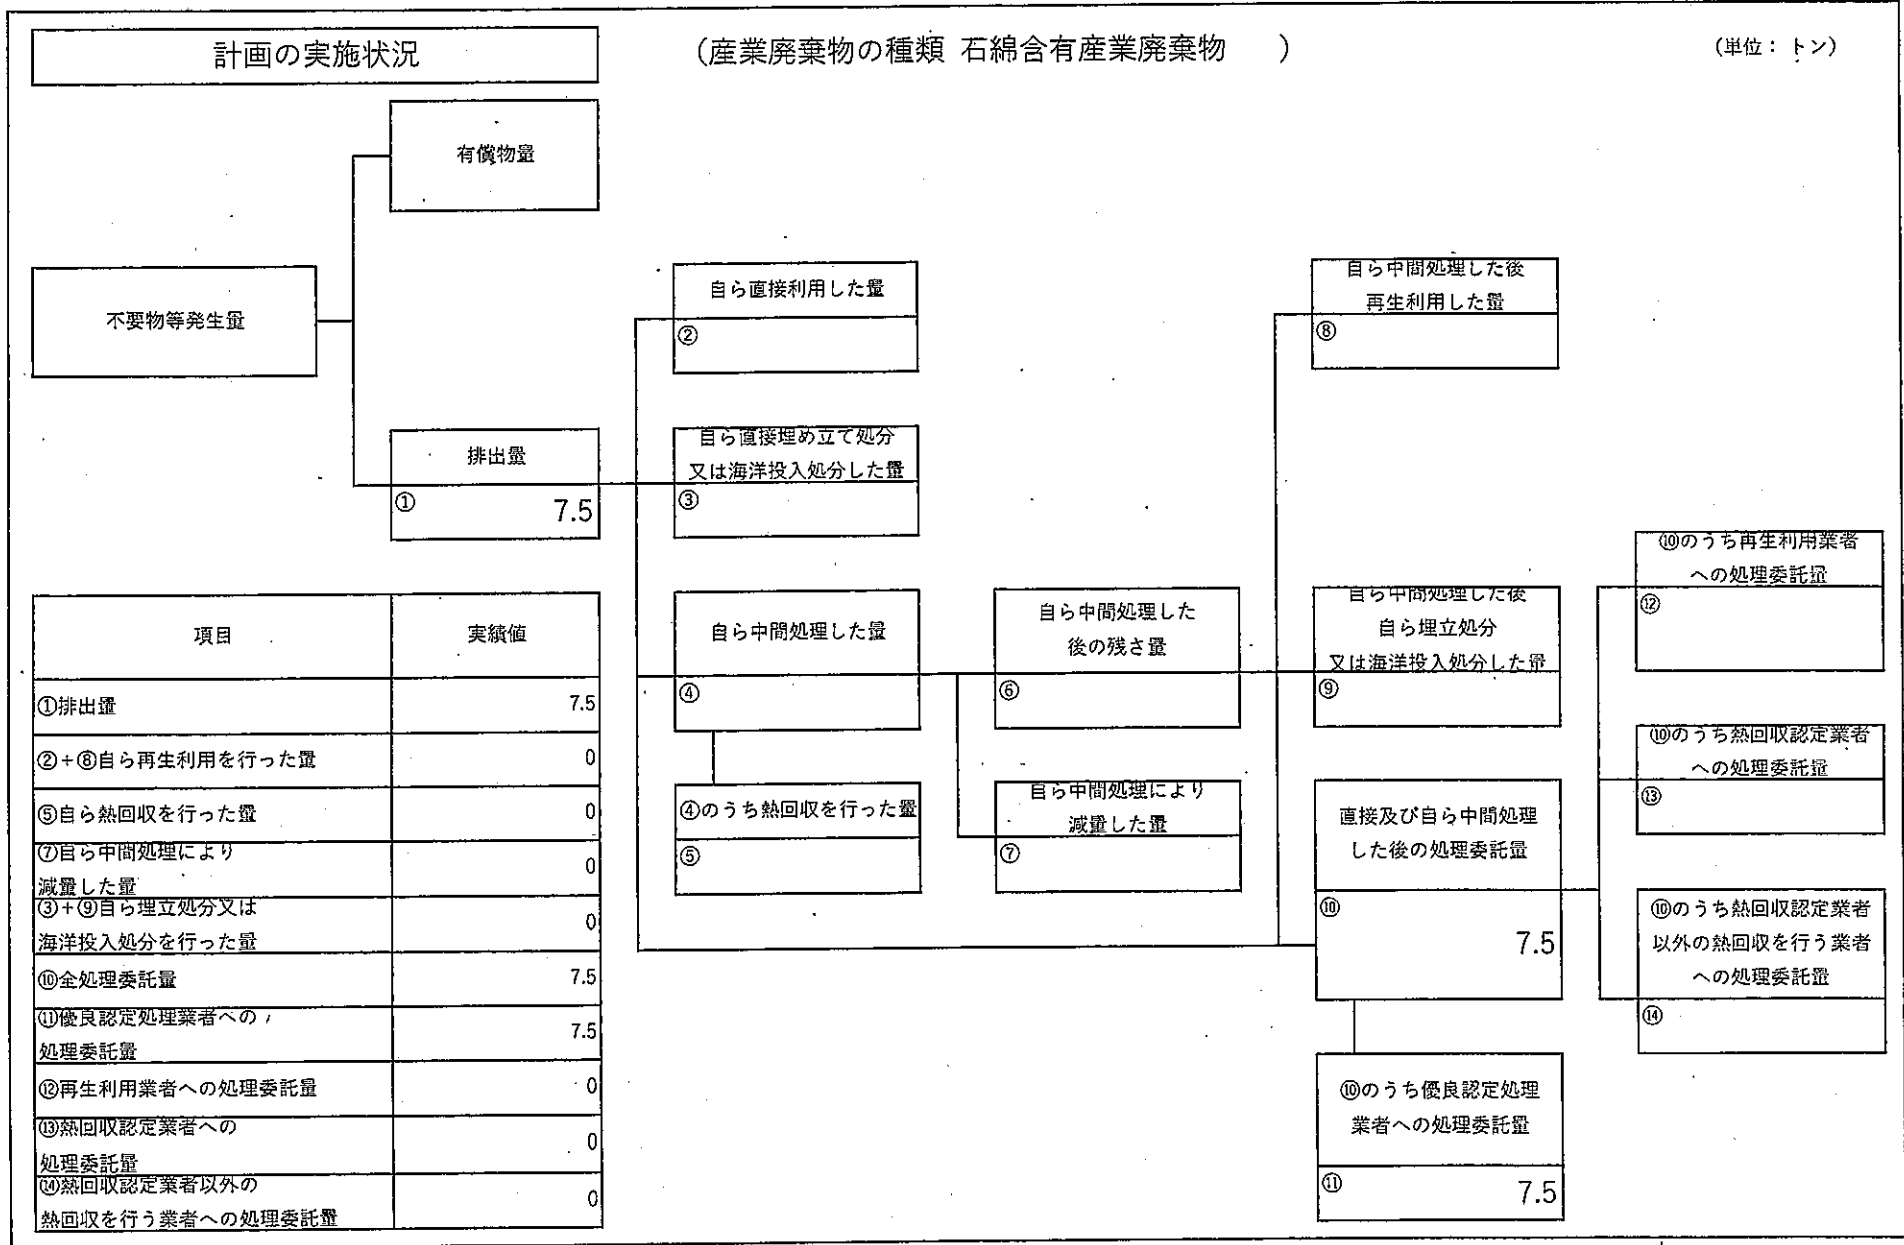 計画の実施状況
(産業廃棄物の種類 石綿含有産業廃棄物 )
(単位：トン)
有償物量
不要物等発生量
排出量
①
7.5
自ら直接利用した量
②
自ら直接埋め立て処分
又は海洋投入処分した量
③
自ら中間処理した量
④
④のうち熱回収を行った量
⑤
自ら中間処理した
後の残さ量
⑥
自ら中間処理により
減量した量
⑦
自ら中間処理した後
再生利用した量
⑧
自ら中間処理した後
自ら埋立処分
又は海洋投入処分した量
⑨
直接及び自ら中間処理
した後の処理委託量
⑩
7.5
⑩のうち優良認定処理
業者への処理委託量
⑪
7.5
⑩のうち再生利用業者
への処理委託量
⑫
⑩のうち熱回収認定業者
への処理委託量
⑬
⑩のうち熱回収認定業者
以外の熱回収を行う業者
への処理委託量
⑭
項目 実績値
①排出量 7.5
②+⑧自ら再生利用を行った量 0
⑤自ら熱回収を行った量 0
⑦自ら中間処理により
減量した量 0
③+⑨自ら埋立処分又は
海洋投入処分を行った量 0
⑩全処理委託量 7.5
⑪優良認定処理業者への
処理委託量 7.5
⑫再生利用業者への処理委託量 0
⑬熱回収認定業者への
処理委託量 0
⑭熱回収認定業者以外の
熱回収を行う業者への処理委託量 0